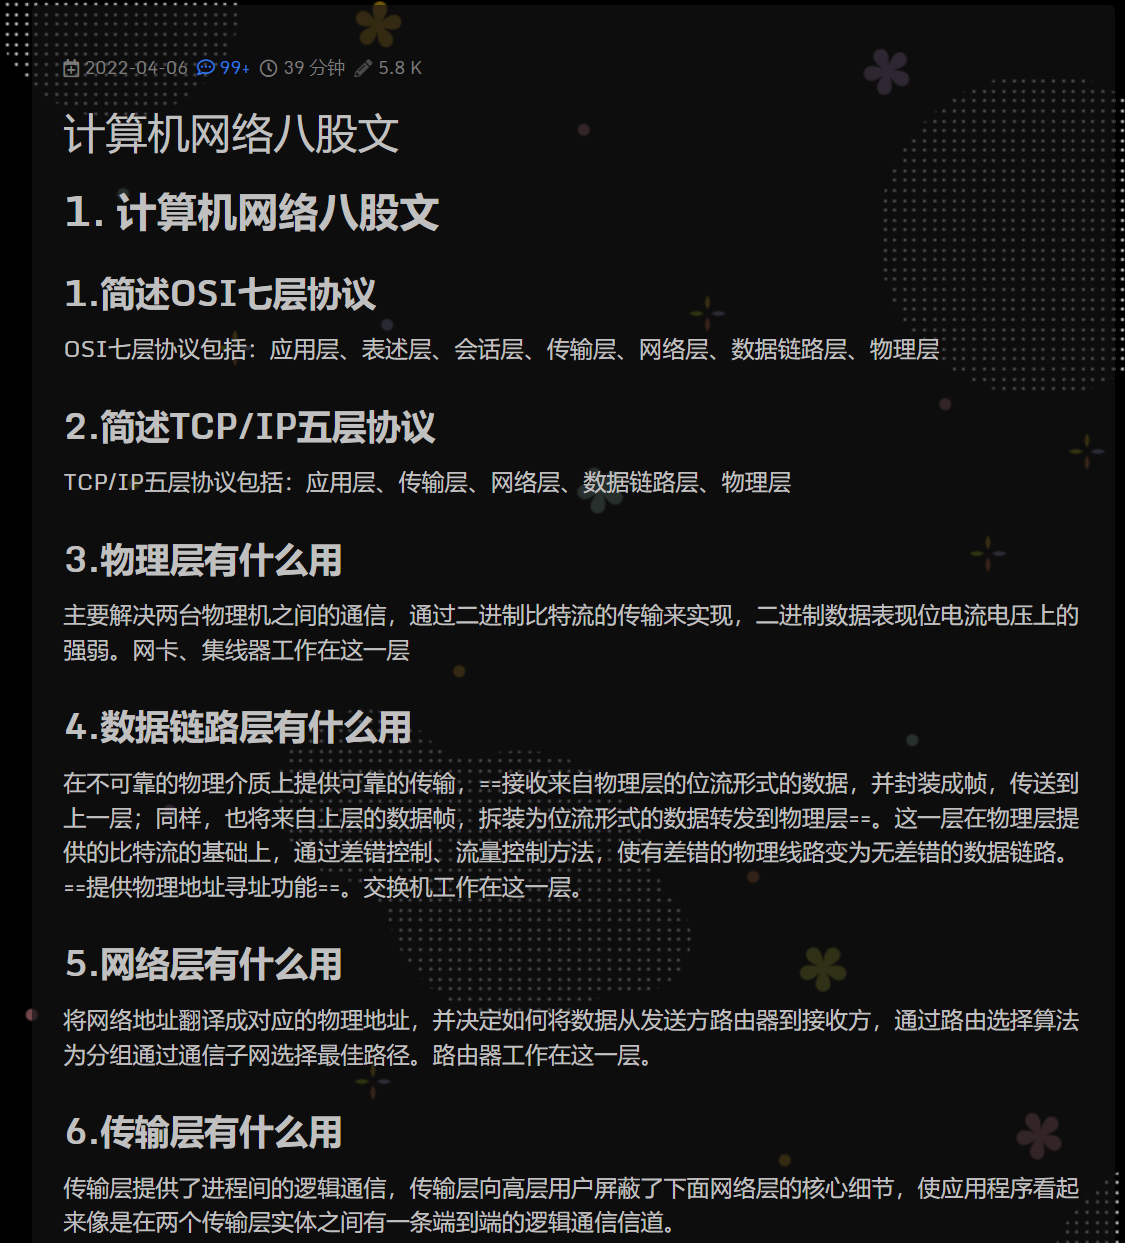 2022-04-06 99+ 39 分钟 5.8 K
计算机网络八股文
1. 计算机网络八股文
1.简述OSI七层协议
OSI七层协议包括：应用层、表述层、会话层、传输层、网络层、数据链路层、物理层
2.简述TCP/IP五层协议
TCP/IP五层协议包括：应用层、传输层、网络层、数据链路层、物理层
3.物理层有什么用
主要解决两台物理机之间的通信，通过二进制比特流的传输来实现，二进制数据表现位电流电压上的
强弱。网卡、集线器工作在这一层
4.数据链路层有什么用
在不可靠的物理介质上提供可靠的传输，==接收来自物理层的位流形式的数据，并封装成帧，传送到
上一层；同样，也将来自上层的数据帧，拆装为位流形式的数据转发到物理层==。这一层在物理层提
供的比特流的基础上，通过差错控制、流量控制方法，使有差错的物理线路变为无差错的数据链路。
==提供物理地址寻址功能==。交换机工作在这一层。
5.网络层有什么用
将网络地址翻译成对应的物理地址，并决定如何将数据从发送方路由器到接收方，通过路由选择算法
为分组通过通信子网选择最佳路径。路由器工作在这一层。
6.传输层有什么用
传输层提供了进程间的逻辑通信，传输层向高层用户屏蔽了下面网络层的核心细节，使应用程序看起
来像是在两个传输层实体之间有一条端到端的逻辑通信信道。